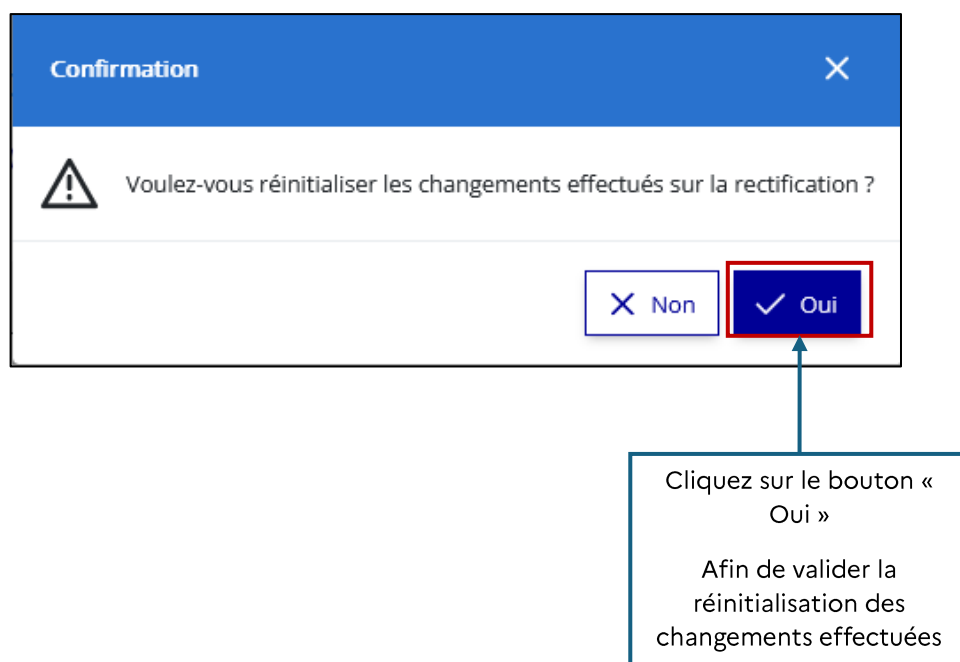 Confirmation
Voulez-vous réinitialiser les changements effectués sur la rectification ?
Non
Oui
Cliquez sur le bouton «
Oui »
Afin de valider la
réinitialisation des
changements effectuées